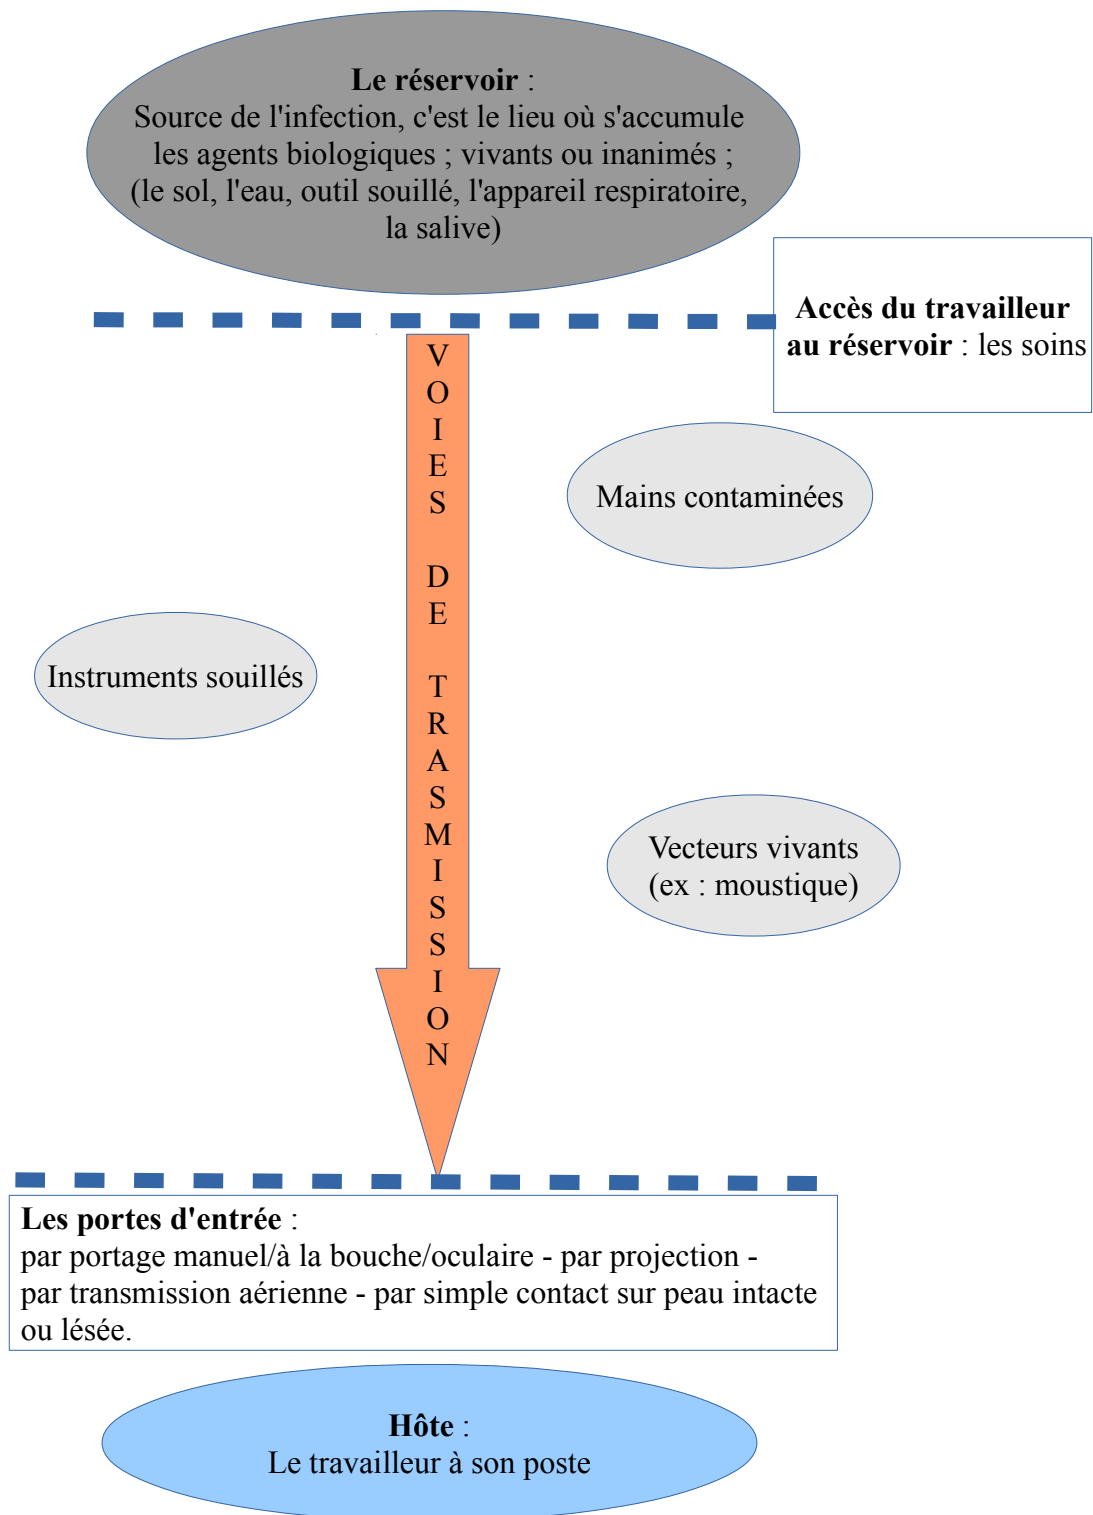 Le réservoir :
Source de l'infection, c'est le lieu où s'accumule
les agents biologiques ; vivants ou inanimés ;
(le sol, l'eau, outil souillé, l'appareil respiratoire,
la salive)
Accès du travailleur
au réservoir : les soins
VOIES DE TRASMISSION
Mains contaminées
Instruments souillés
Vecteurs vivants
(ex : moustique)
Les portes d'entrée :
par portage manuel/à la bouche/oculaire - par projection -
par transmission aérienne - par simple contact sur peau intacte
ou lésée.
Hôte :
Le travailleur à son poste